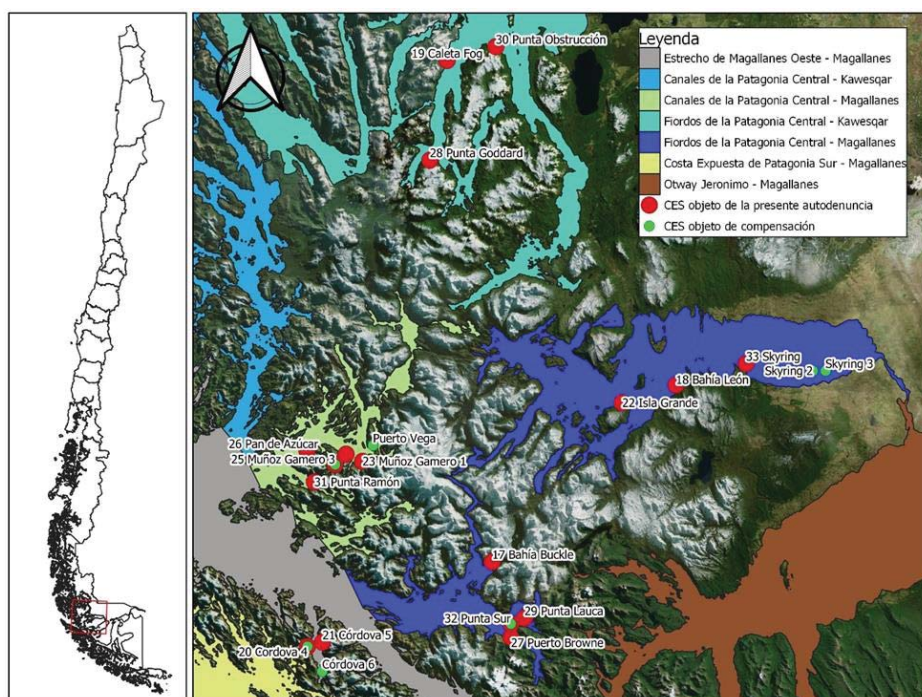 Leyenda
Estrecho de Magallanes Oeste - Magallanes
Canales de la Patagonia Central - Kawesqar
Canales de la Patagonia Central - Magallanes
Fiordos de la Patagonia Central - Kawesqar
Fiordos de la Patagonia Central - Magallanes
Costa Expuesta de Patagonia Sur - Magallanes
Otway Jeronimo - Magallanes
CES objeto de la presente autodenuncia
CES objeto de compensación
30 Punta Obstrucción
19 Caleta Fog
28 Punta Goddard
33 Skyring
Skyring 2
Skyring 3
18 Bahía León
22 Isla Grande
Puerto Vega
26 Pan de Azúcar
25 Muñoz Gamero 3
23 Muñoz Gamero 1
31 Punta Ramón
17 Bahía Buckle
29 Punta Lauca
32 Punta Sur
27 Puerto Browne
21 Córdova 5
20 Cordova 4
Córdova 6